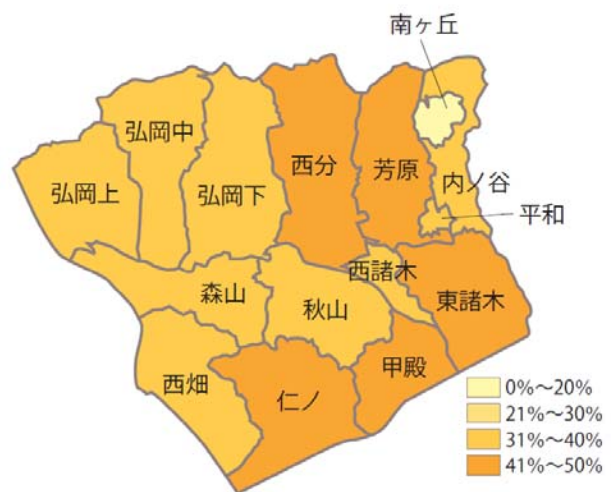 南ヶ丘
弘岡中
弘岡上
弘岡下
西分
芳原
内ノ谷
平和
西諸木
東諸木
森山
秋山
甲殿
西畑
仁ノ
0%～20%
21%～30%
31%～40%
41%～50%